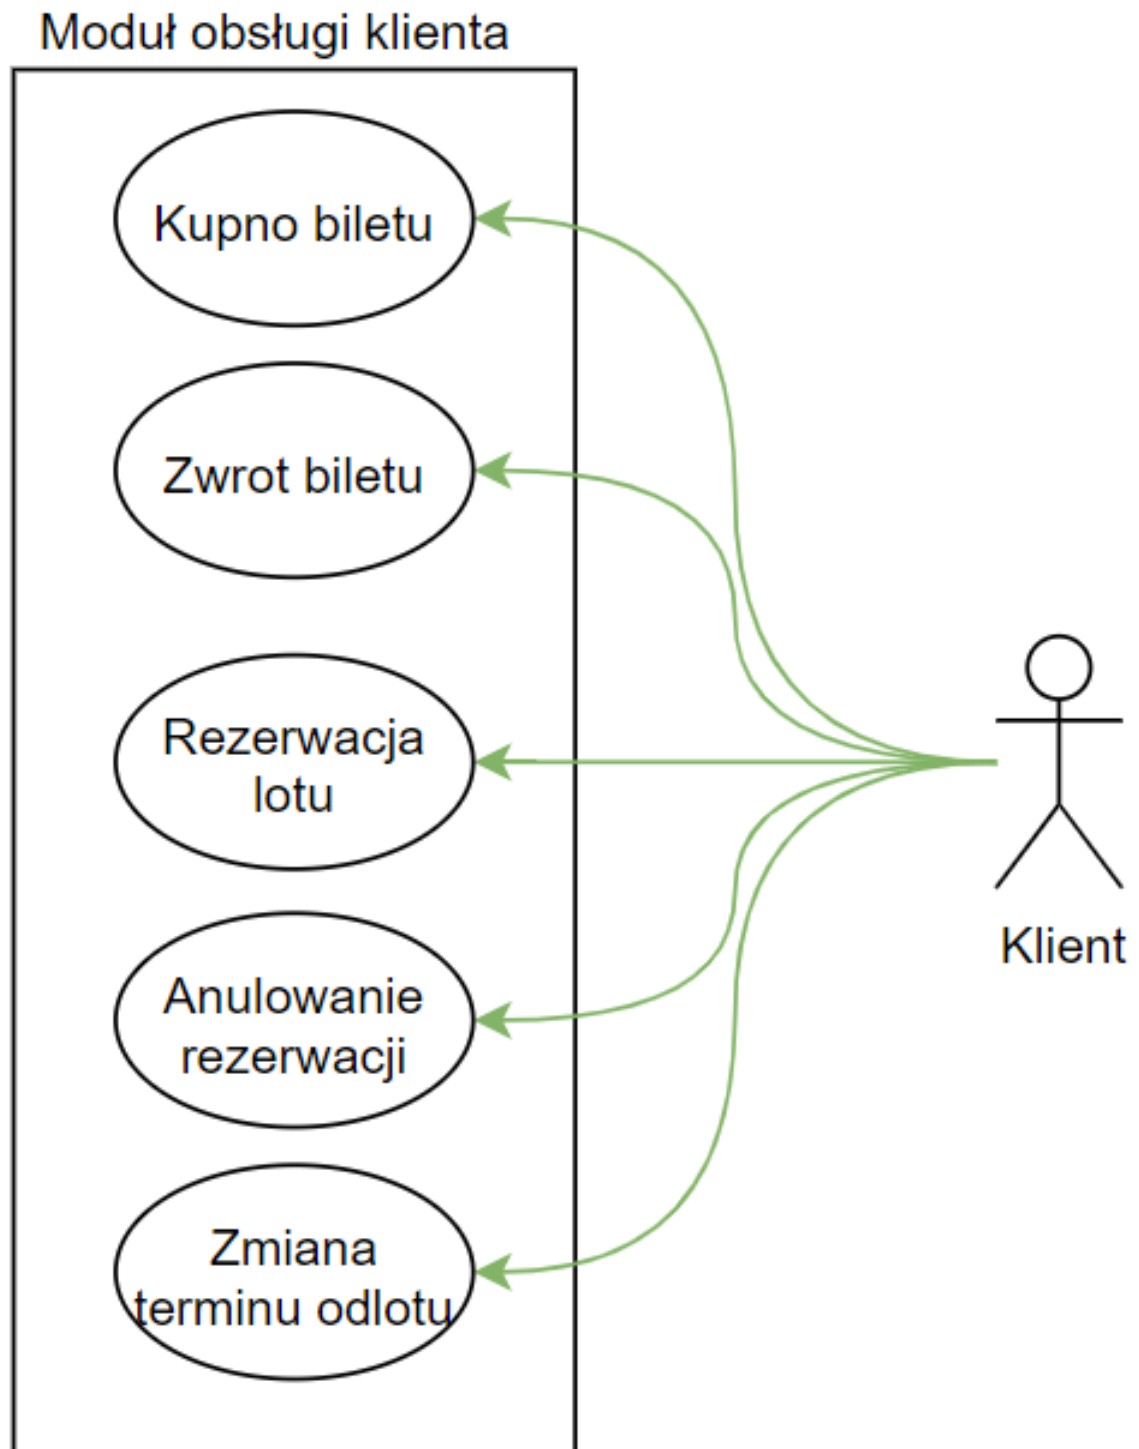 Moduł obsługi klienta
Kupno biletu
Zwrot biletu
Rezerwacja
lotu
Anulowanie
rezerwacji
Zmiana
terminu odlotu
Klient